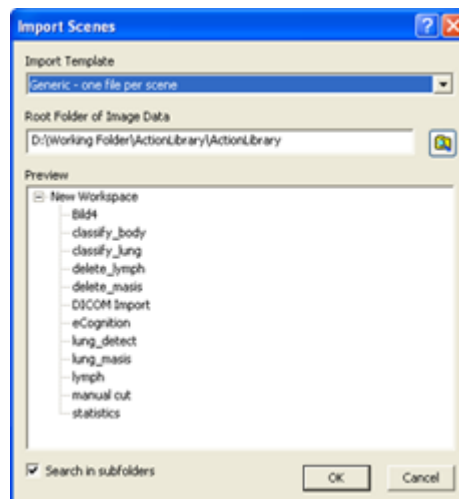 Import Scenes
Import Template
Generic - one file per scene
Root Folder of Image Data
D:\(Working Folder\ActionLibrary\ActionLibrary
Preview
New Workspace
Bild4
classify_body
classify_lung
delete_lymph
delete_masis
DICOM Import
eCognition
lung_detect
lung_masis
lymph
manual cut
statistics
Search in subfolders
OK Cancel